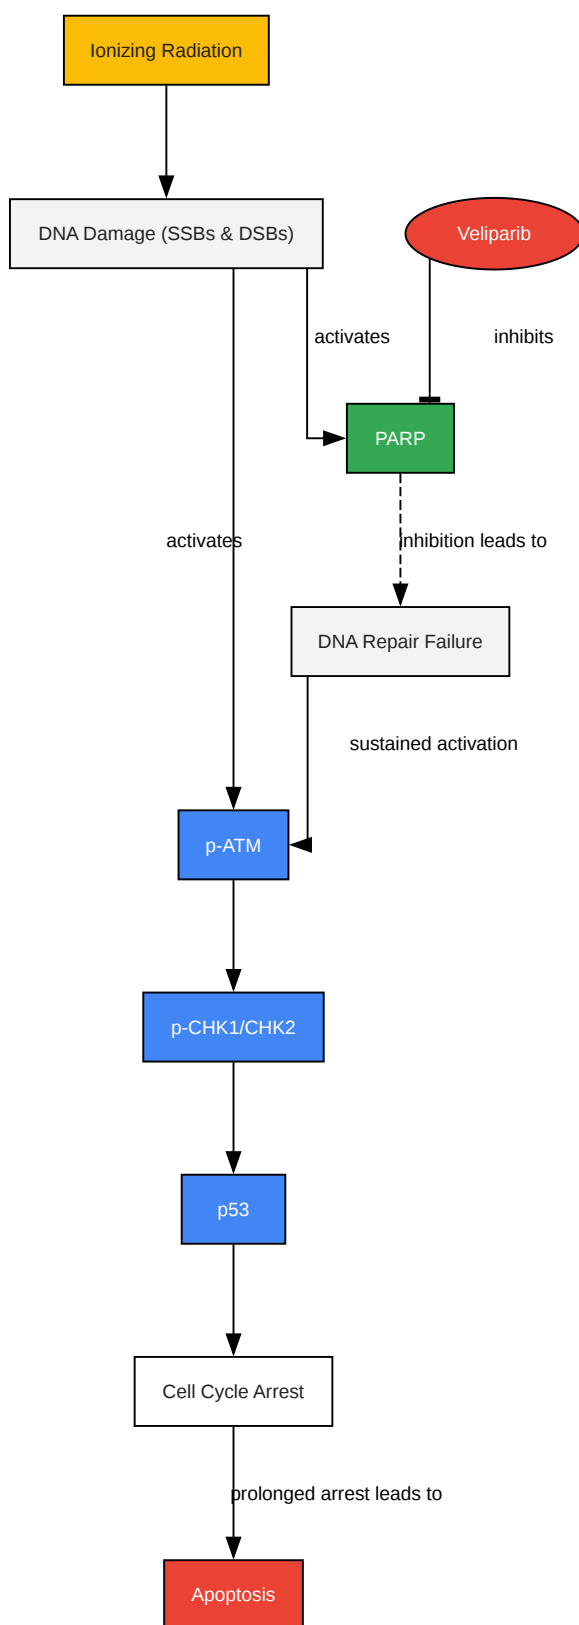 Ionizing Radiation
DNA Damage (SSBs & DSBs)
Veliparib
activates
inhibits
PARP
activates
inhibition leads to
DNA Repair Failure
sustained activation
p-ATM
p-CHK1/CHK2
p53
Cell Cycle Arrest
prolonged arrest leads to
Apoptosis